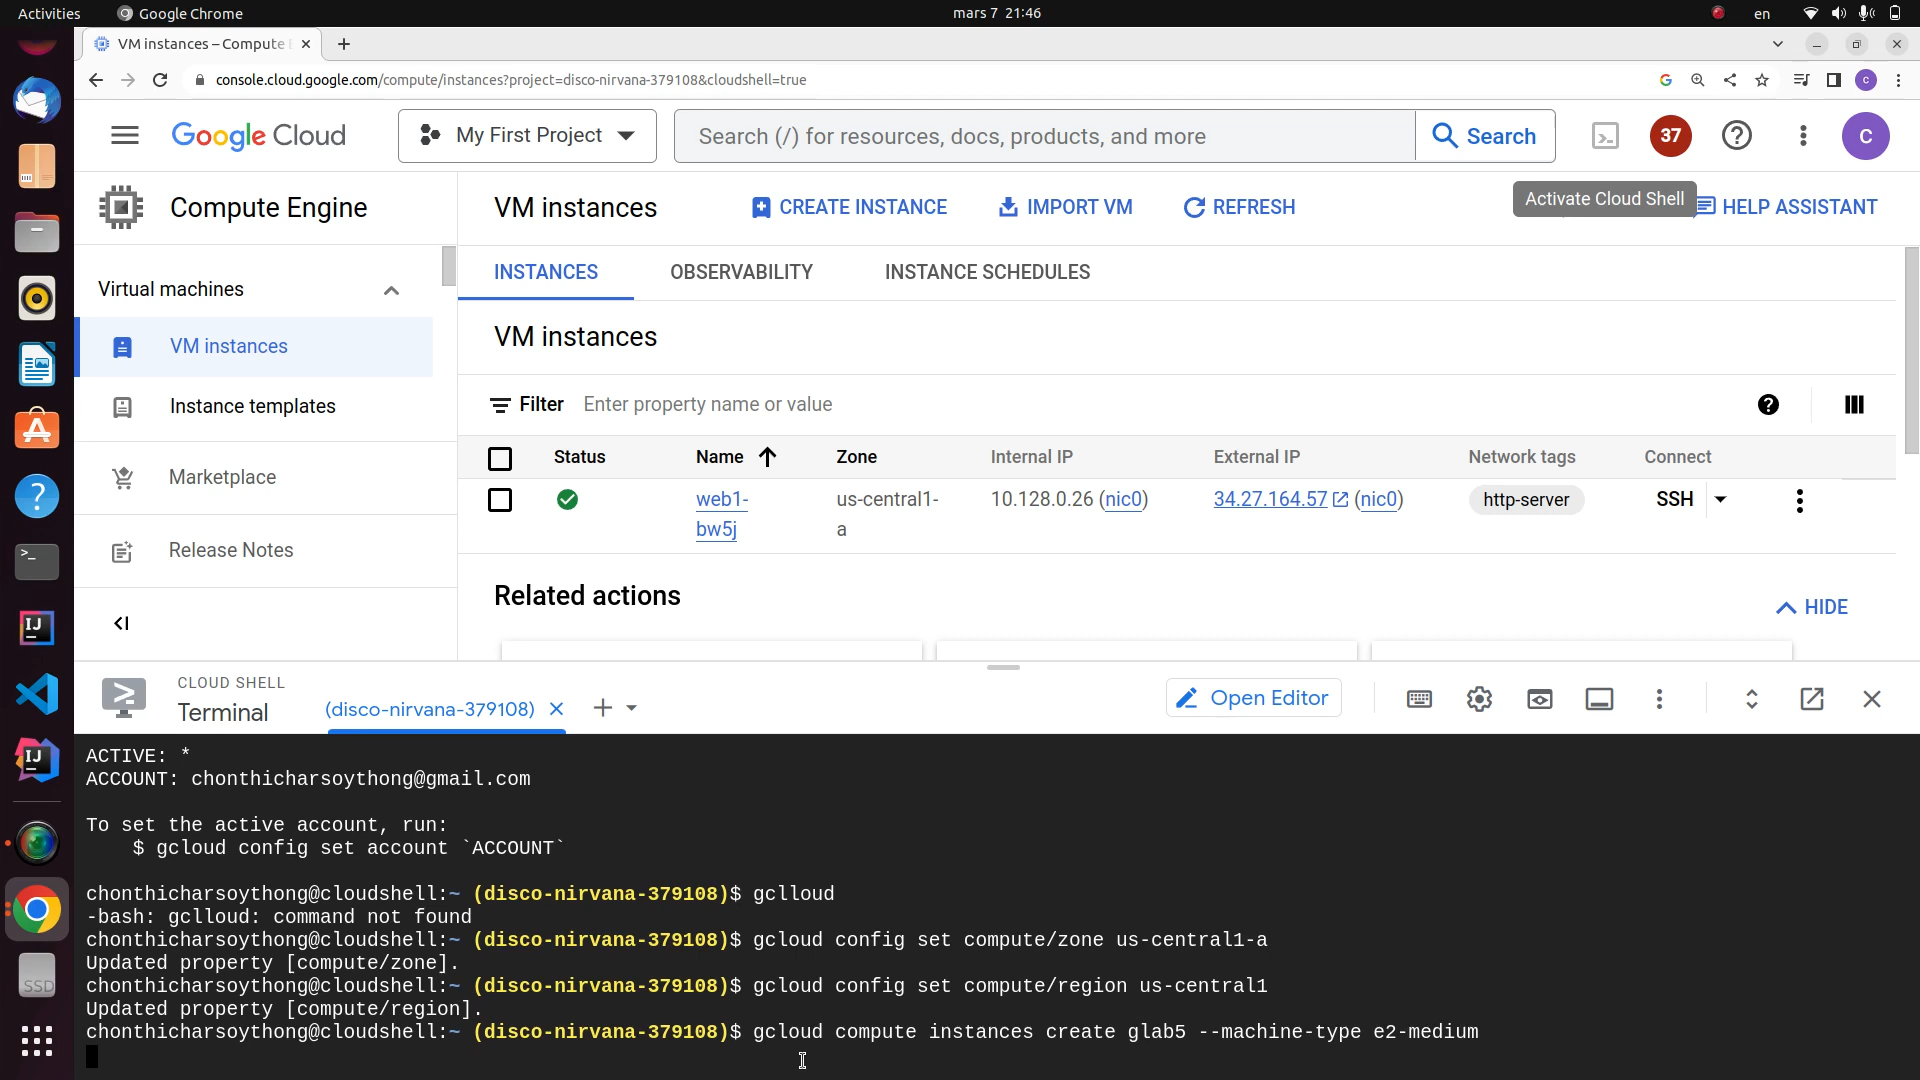 Activities
Google Chrome
mars 7 21:46
en
VM instances – Compute
console.cloud.google.com/compute/instances?project=disco-nirvana-379108&cloudshell=true
C
Google Cloud
My First Project
Search (/) for resources, docs, products, and more
Search
37
C
Compute Engine
VM instances
CREATE INSTANCE
IMPORT VM
REFRESH
Activate Cloud Shell
HELP ASSISTANT
INSTANCES
OBSERVABILITY
INSTANCE SCHEDULES
Virtual machines
VM instances
Instance templates
Marketplace
Release Notes
VM instances
Filter
Enter property name or value
Status
Name
Zone
Internal IP
External IP
Network tags
Connect
web1-
bw5j
us-central1-
a
10.128.0.26 (nic0)
34.27.164.57 (nic0)
http-server
SSH
Related actions
HIDE
IJ
IJ
SSD
CLOUD SHELL
Terminal
(disco-nirvana-379108)
Open Editor
ACTIVE: *
ACCOUNT: chonthicharsoythong@gmail.com
To set the active account, run:
$ gcloud config set account `ACCOUNT`
chonthicharsoythong@cloudshell:~ (disco-nirvana-379108)$ gclloud
-bash: gclloud: command not found
chonthicharsoythong@cloudshell:~ (disco-nirvana-379108)$ gcloud config set compute/zone us-central1-a
Updated property [compute/zone].
chonthicharsoythong@cloudshell:~ (disco-nirvana-379108)$ gcloud config set compute/region us-central1
Updated property [compute/region].
chonthicharsoythong@cloudshell:~ (disco-nirvana-379108)$ gcloud compute instances create glab5 --machine-type e2-medium